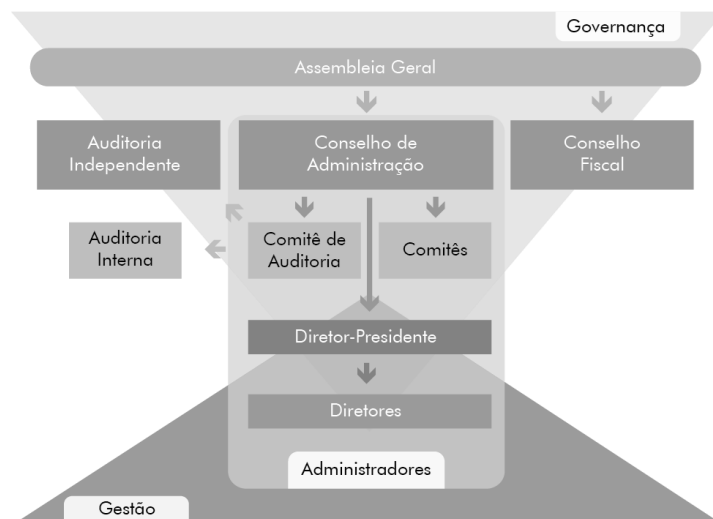 Governança
Assembleia Geral
Auditoria
Independente
Conselho de
Administração
Conselho
Fiscal
Auditoria
Interna
Comitê de
Auditoria
Comitês
Diretor-Presidente
Diretores
Administradores
Gestão